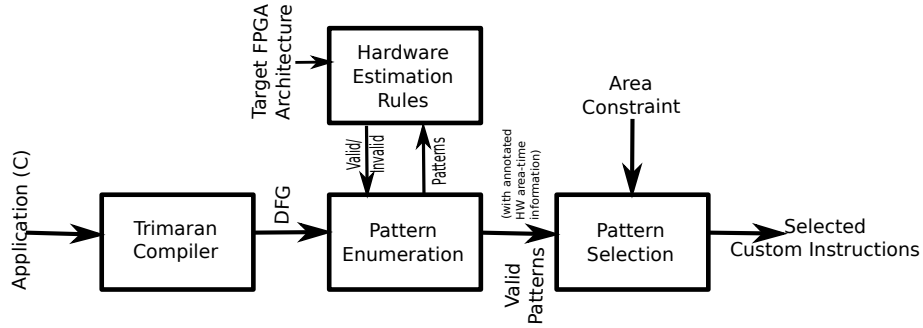 Target FPGA
Architecture
Hardware
Estimation
Rules
Area
Constraint
Valid/
Invalid
Patterns
Application (C)
Trimaran
Compiler
DFG
Pattern
Enumeration
(with annotated
HW area-time
information)
Valid
Patterns
Pattern
Selection
Selected
Custom Instructions